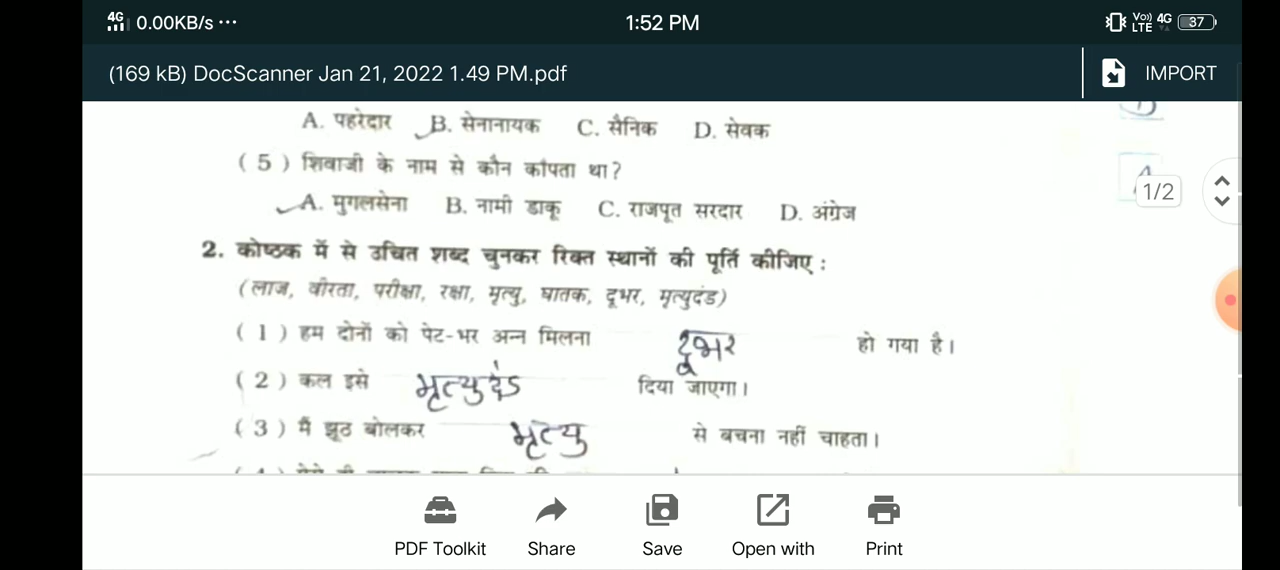 4G 0.00KB/s ··· 1:52 PM Vo)) LTE 4G 37
(169 kB) DocScanner Jan 21, 2022 1.49 PM.pdf IMPORT
A. पहरेदार B. सेनानायक C. सैनिक D. सेवक
( 5 ) शिवाजी के नाम से कौन काँपता था?
A 1/2
A. मुगलसेना B. नामी डाकू C. राजपूत सरदार D. अंग्रेज
2. कोष्ठक में से उचित शब्द चुनकर रिक्त स्थानों की पूर्ति कीजिए :
(लाज, वीरता, परीक्षा, रक्षा, मृत्यु, घातक, दूभर, मृत्युदंड)
( 1 ) हम दोनों को पेट-भर अन्न मिलना दूभर हो गया है।
( 2 ) कल इसे मृत्युदंड दिया जाएगा।
( 3 ) मैं झूठ बोलकर मृत्यु से बचना नहीं चाहता।
PDF Toolkit Share Save Open with Print